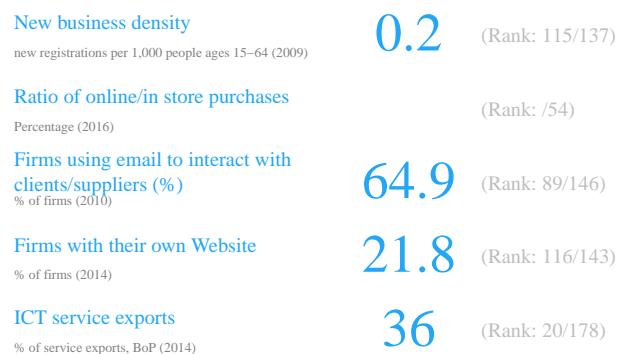 New business density
0.2 (Rank: 115/137)
new registrations per 1,000 people ages 15–64 (2009)
Ratio of online/in store purchases
(Rank: /54)
Percentage (2016)
Firms using email to interact with
clients/suppliers (%)
64.9 (Rank: 89/146)
% of firms (2010)
Firms with their own Website
21.8 (Rank: 116/143)
% of firms (2014)
ICT service exports
36 (Rank: 20/178)
% of service exports, BoP (2014)